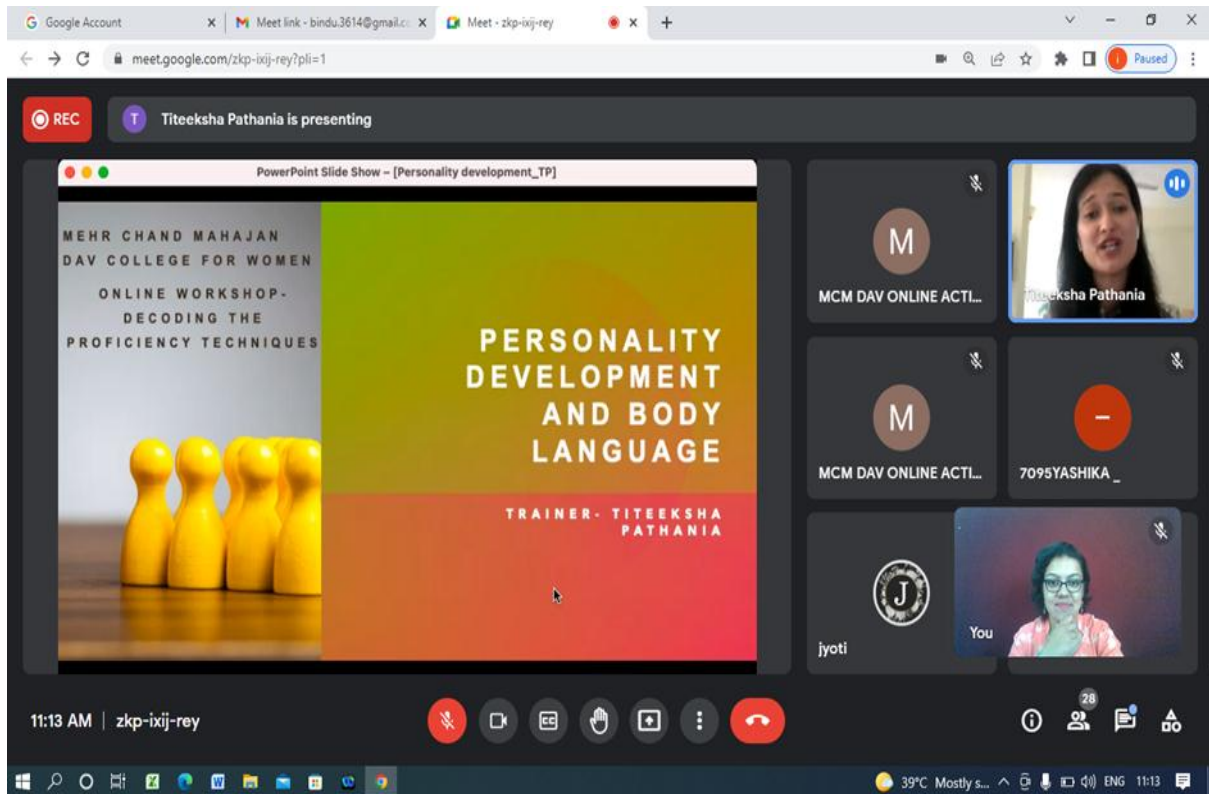 Google Account
Meet link - bindu.3614@gmail.c
Meet - zkp-ixij-rey
meet.google.com/zkp-ixij-rey?pli=1
Paused
REC
T
Titeeksha Pathania is presenting
PowerPoint Slide Show – [Personality development_TP]
MEHR CHAND MAHAJAN
DAV COLLEGE FOR WOMEN
ONLINE WORKSHOP-
DECODING THE
PROFICIENCY TECHNIQUES
PERSONALITY
DEVELOPMENT
AND BODY
LANGUAGE
TRAINER- TITEEKSHA
PATHANIA
M
MCM DAV ONLINE ACTI...
Titeeksha Pathania
M
MCM DAV ONLINE ACTI...
7095YASHIKA _
J
jyoti
You
11:13 AM | zkp-ixij-rey
CC
28
39°C Mostly s...
ENG
11:13